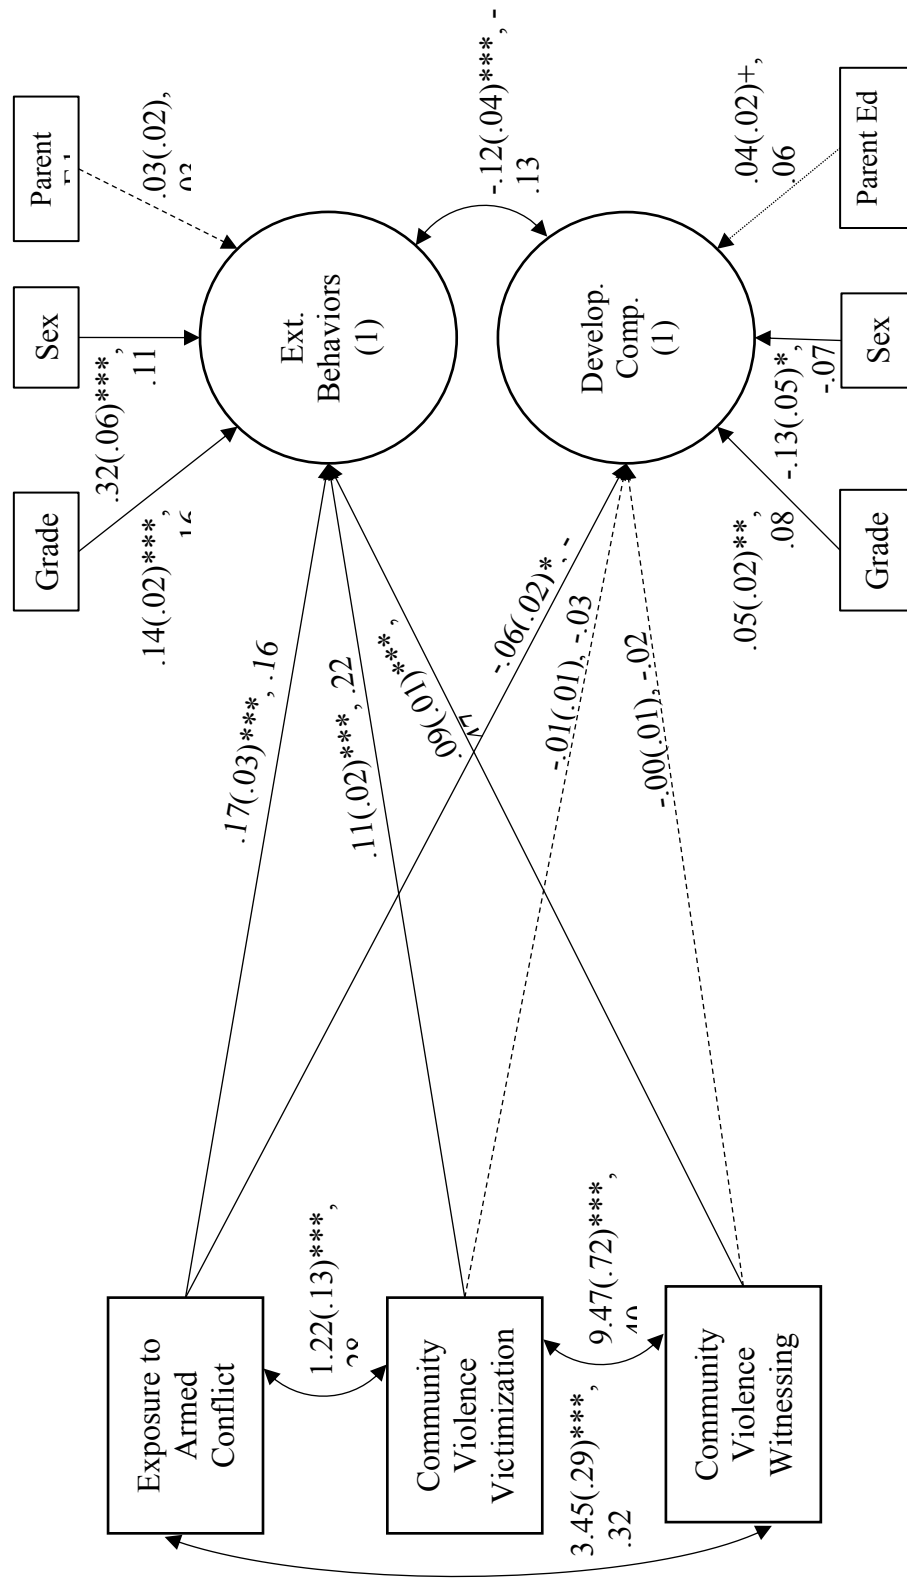 Grade
Sex
Parent
.14(.02)***,
.32(.06)***,
.11
.03(.02),
Ext.
Behaviors
(1)
-.12(.04)***, -
.13
Develop.
Comp.
(1)
.05(.02)**,
.08
-.13(.05)*,
-.07
.04(.02)+,
.06
Grade
Sex
Parent Ed
.17(.03)***, .16
.11(.02)***, .22
.09(.01)***,
-.06(.02)*, -
-.01(.01), -.03
-.00(.01), -.02
Exposure to
Armed
Conflict
1.22(.13)***,
Community
Violence
Victimization
9.47(.72)***,
3.45(.29)***,
.32
Community
Violence
Witnessing